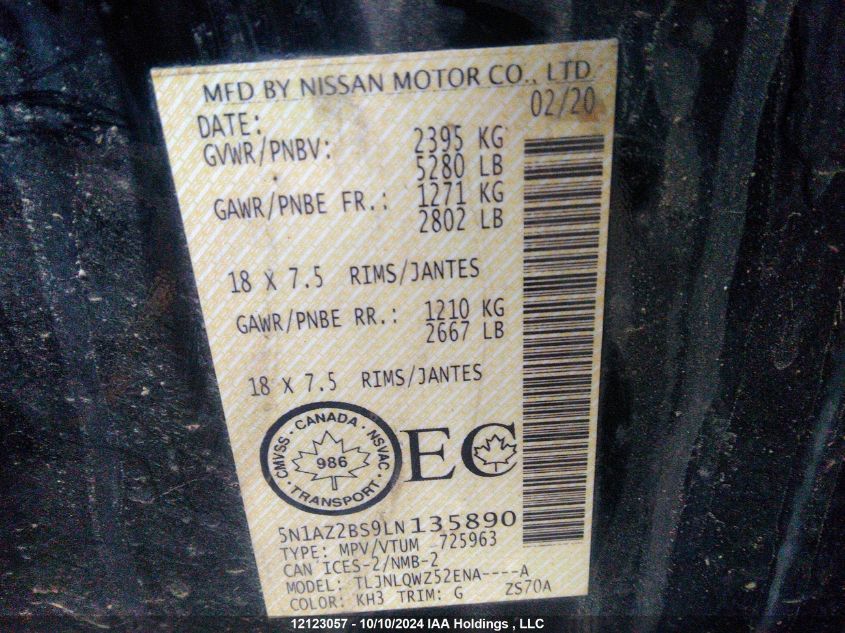 MFD BY NISSAN MOTOR CO., LTD
DATE: 02/20
GVWR/PNBV: 2395 KG
5280 LB
GAWR/PNBE FR.: 1271 KG
2802 LB
18 X 7.5 RIMS/JANTES
GAWR/PNBE RR.: 1210 KG
2667 LB
18 X 7.5 RIMS/JANTES
CMVSS · CANADA · NSVAC · TRANSPORT ·
986
EC
5N1AZ2BS9LN135890
TYPE: MPV/VTUM 725963
CAN ICES-2/NMB-2
MODEL: TLJNLQWZ52ENA----A
COLOR: KH3 TRIM: G ZS70A
12123057 - 10/10/2024 IAA Holdings , LLC